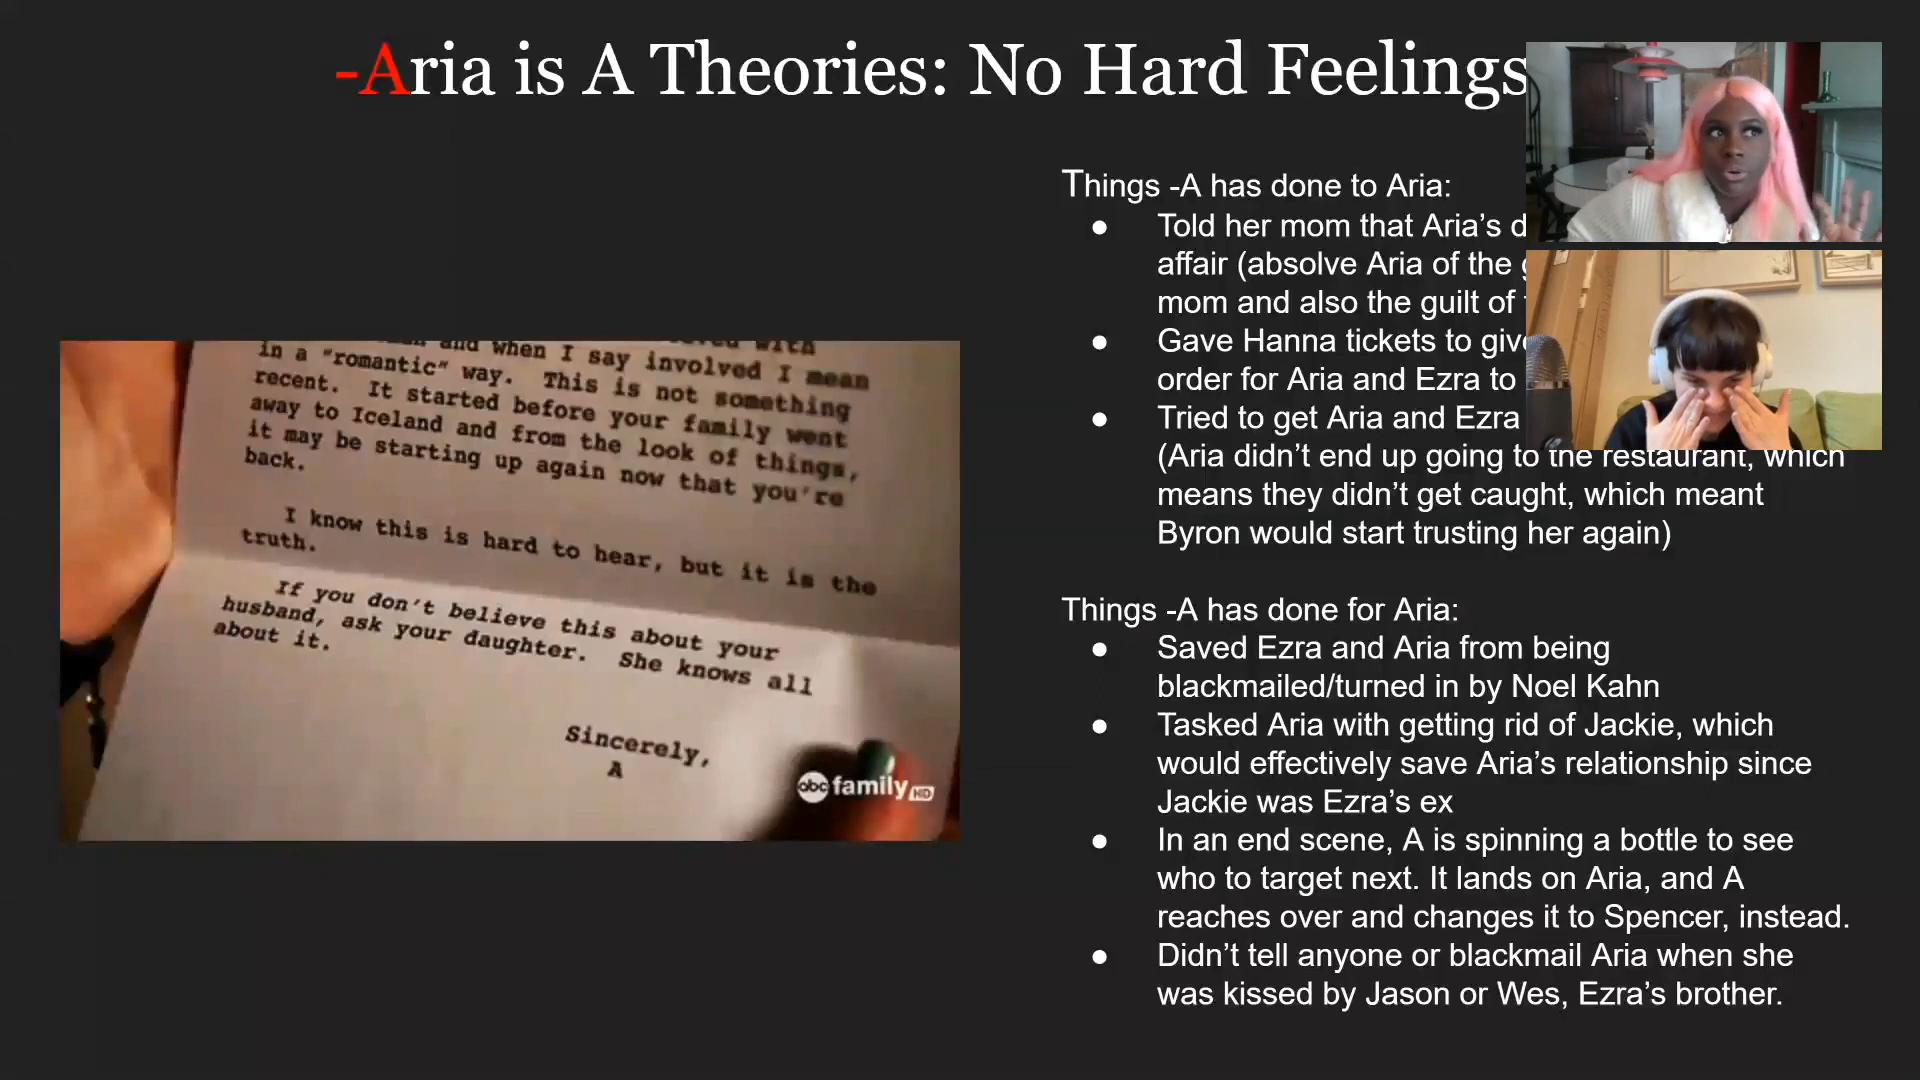 -Aria is A Theories: No Hard Feelings
Things -A has done to Aria:
● Told her mom that Aria’s
affair (absolve Aria of the
mom and also the guilt of
● Gave Hanna tickets to
order for Aria and Ezra to
● Tried to get Aria and Ezra
(Aria didn’t end up going to the restaurant, which
means they didn’t get caught, which meant
Byron would start trusting her again)
Things -A has done for Aria:
● Saved Ezra and Aria from being
blackmailed/turned in by Noel Kahn
● Tasked Aria with getting rid of Jackie, which
would effectively save Aria’s relationship since
Jackie was Ezra’s ex
● In an end scene, A is spinning a bottle to see
who to target next. It lands on Aria, and A
reaches over and changes it to Spencer, instead.
● Didn’t tell anyone or blackmail Aria when she
was kissed by Jason or Wes, Ezra’s brother.
with
and when I say involved I mean
in a "romantic" way. This is not something
recent. It started before your family went
away to Iceland and from the look of things,
it may be starting up again now that you're
back.
I know this is hard to hear, but it is the
truth.
If you don't believe this about your
husband, ask your daughter. She knows all
about it.
Sincerely,
A
abc family HD